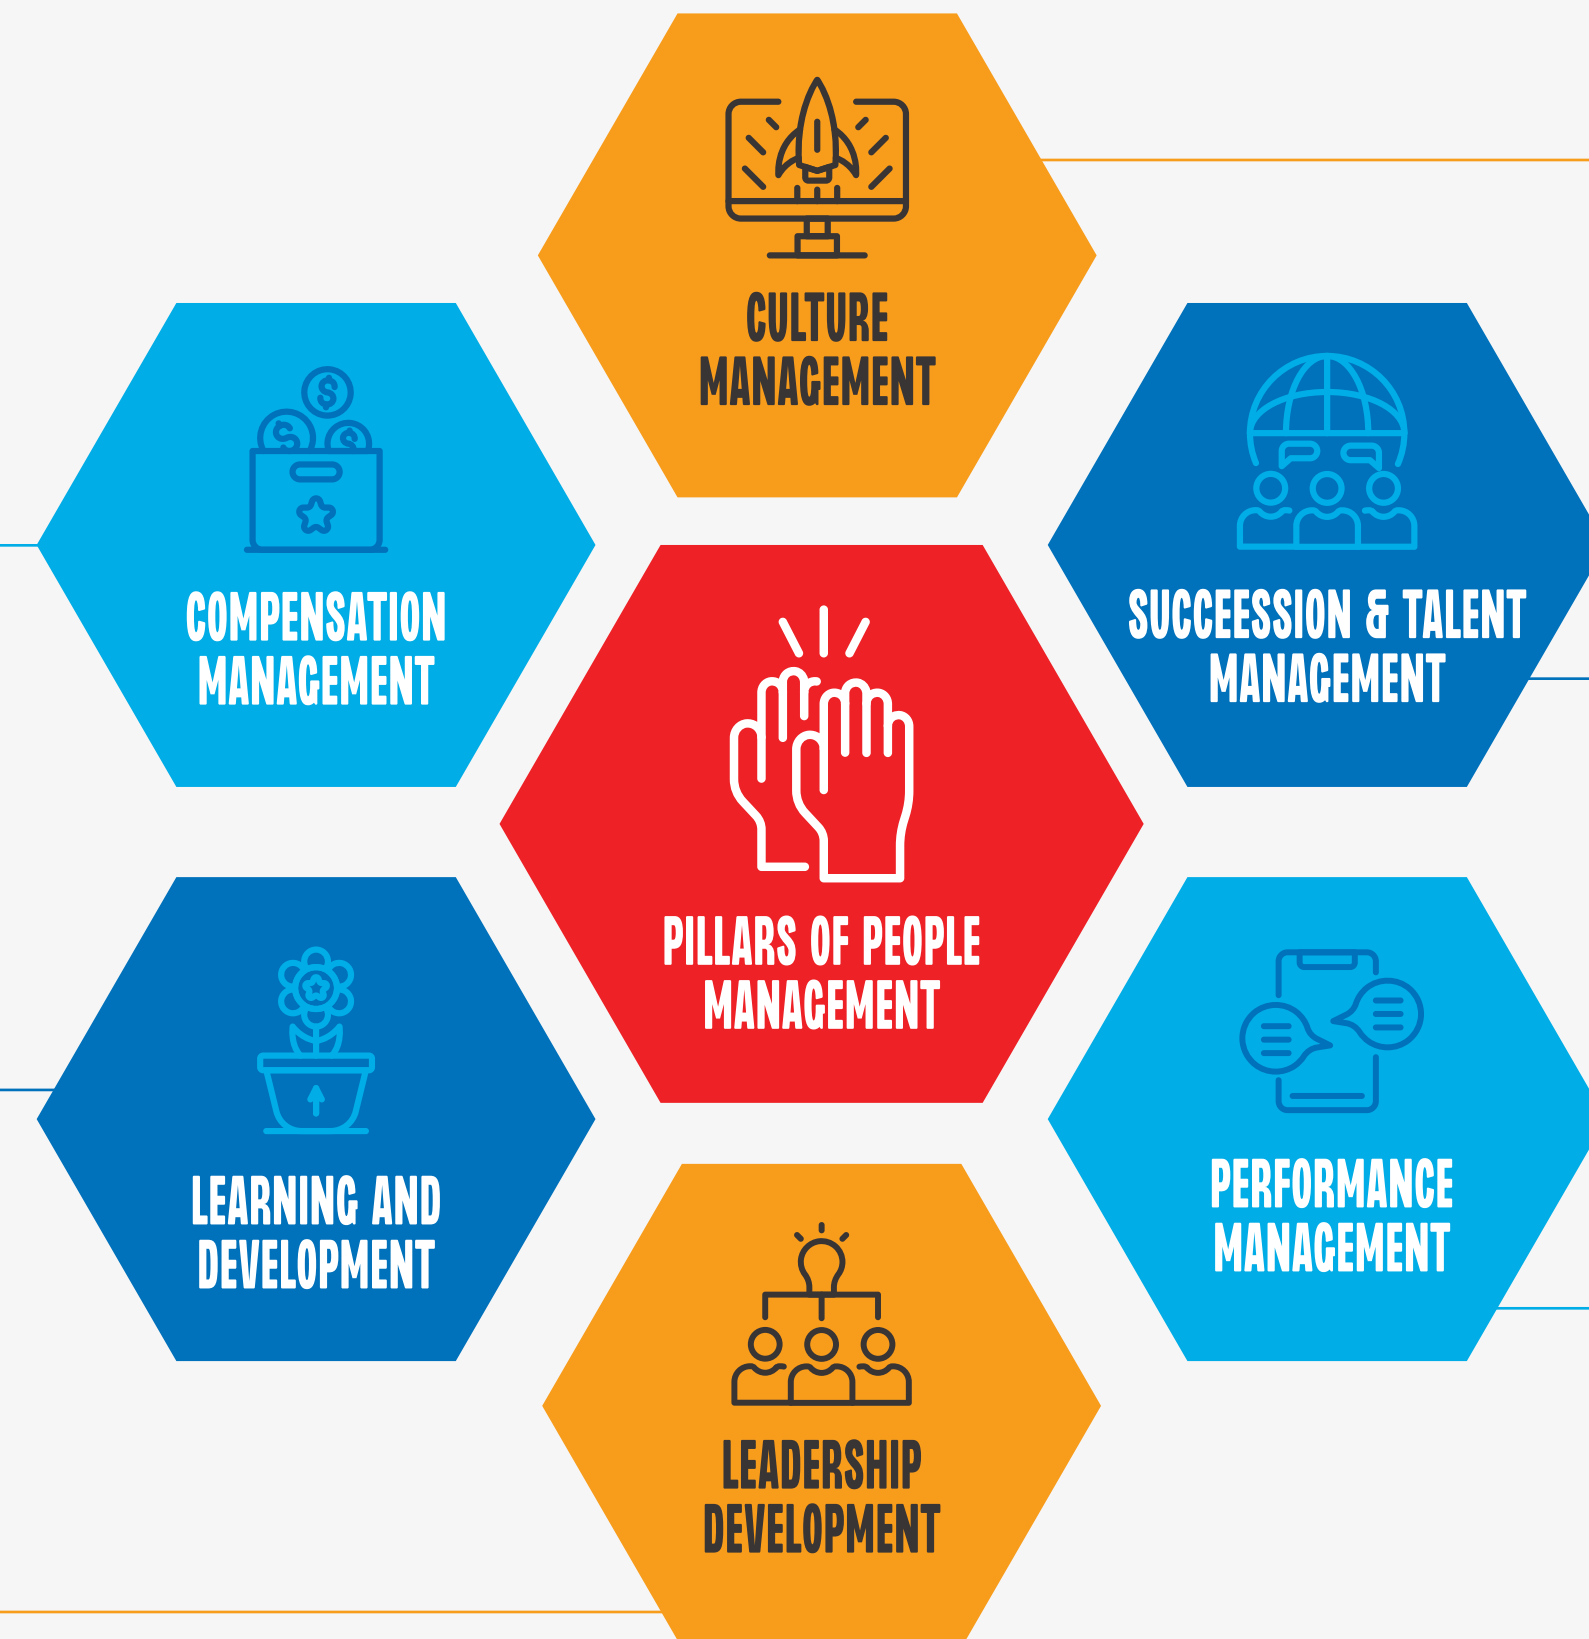 CULTURE
MANAGEMENT
COMPENSATION
MANAGEMENT
SUCCEESSION & TALENT
MANAGEMENT
PILLARS OF PEOPLE
MANAGEMENT
LEARNING AND
DEVELOPMENT
PERFORMANCE
MANAGEMENT
LEADERSHIP
DEVELOPMENT